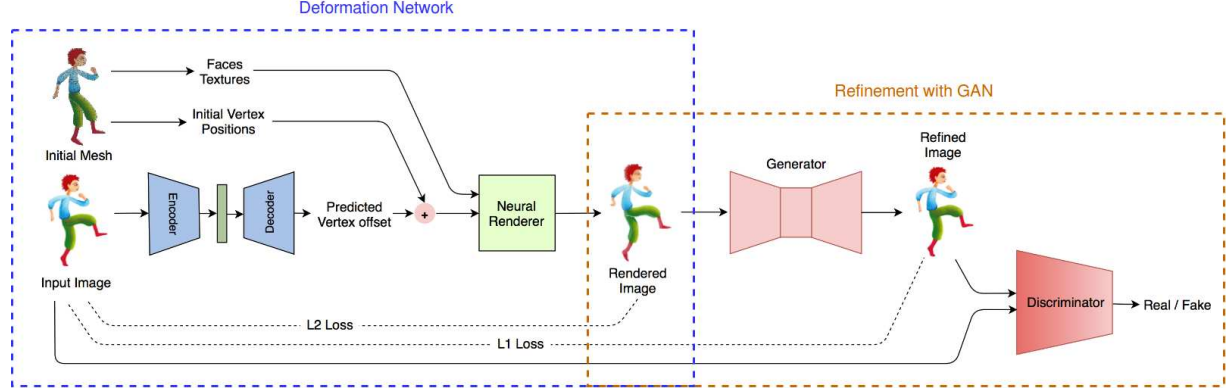 Deformation Network
Faces
Textures
Initial Vertex
Positions
Initial Mesh
Encoder
Decoder
Predicted
Vertex offset
+
Neural
Renderer
Input Image
Rendered
Image
L2 Loss
L1 Loss
Refinement with GAN
Generator
Refined
Image
Discriminator
Real / Fake